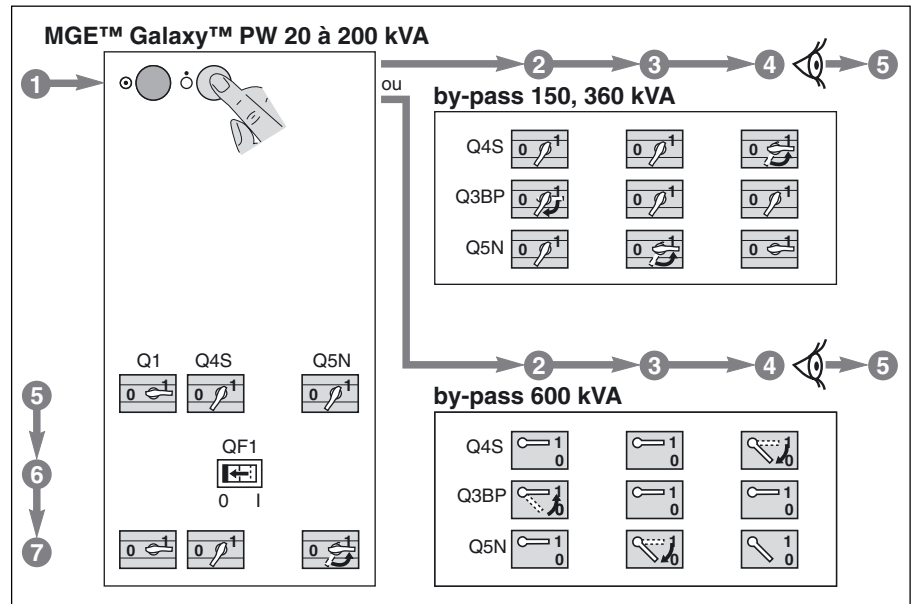 MGE™ Galaxy™ PW 20 à 200 kVA
1
2 3 4 5
ou
by-pass 150, 360 kVA
Q4S 0 1 0 1 0 1
Q3BP 0 1 0 1 0 1
Q5N 0 1 0 1 0 1
2 3 4 5
by-pass 600 kVA
Q4S 1 0 1 0 1 0
Q3BP 1 0 1 0 1 0
Q5N 1 0 1 0 1 0
Q1 Q4S Q5N
5 0 1 0 1 0 1
QF1
6
0 I
7 0 1 0 1 0 1